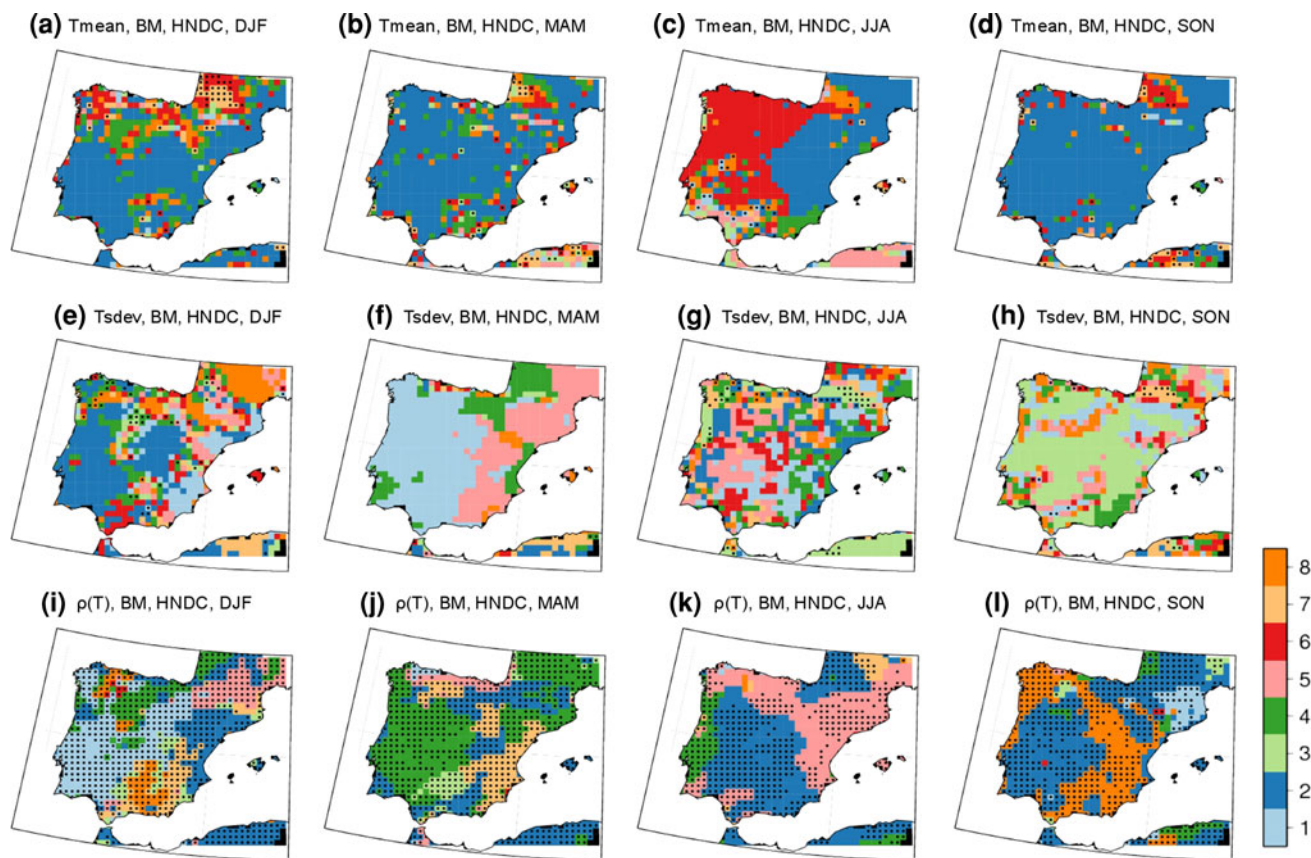 (a) Tmean, BM, HNDC, DJF
(b) Tmean, BM, HNDC, MAM
(c) Tmean, BM, HNDC, JJA
(d) Tmean, BM, HNDC, SON
(e) Tsdev, BM, HNDC, DJF
(f) Tsdev, BM, HNDC, MAM
(g) Tsdev, BM, HNDC, JJA
(h) Tsdev, BM, HNDC, SON
(i) ρ(T), BM, HNDC, DJF
(j) ρ(T), BM, HNDC, MAM
(k) ρ(T), BM, HNDC, JJA
(l) ρ(T), BM, HNDC, SON
8
7
6
5
4
3
2
1